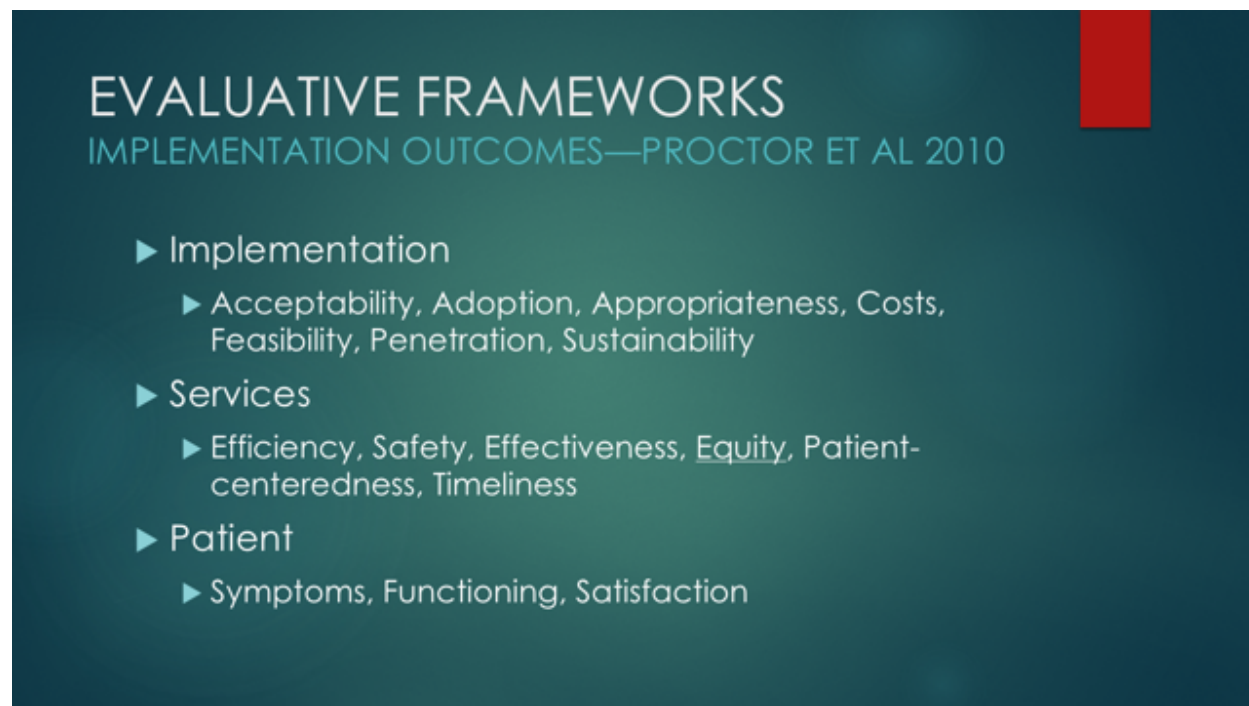 EVALUATIVE FRAMEWORKS
IMPLEMENTATION OUTCOMES—PROCTOR ET AL 2010
Implementation
Acceptability, Adoption, Appropriateness, Costs,
Feasibility, Penetration, Sustainability
Services
Efficiency, Safety, Effectiveness, Equity, Patient-
centeredness, Timeliness
Patient
Symptoms, Functioning, Satisfaction